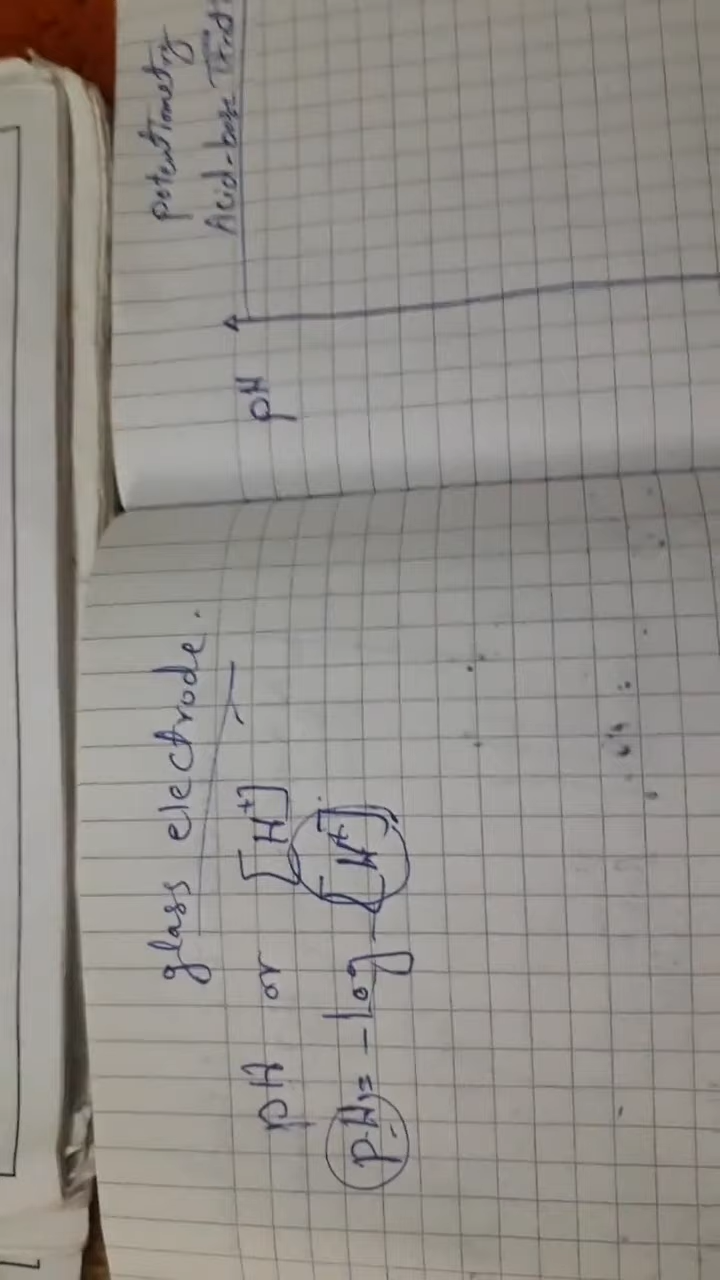 glass electrode.
pH or [H⁺]
pH = - log [H⁺]
potentiometry
Acid-base
pH